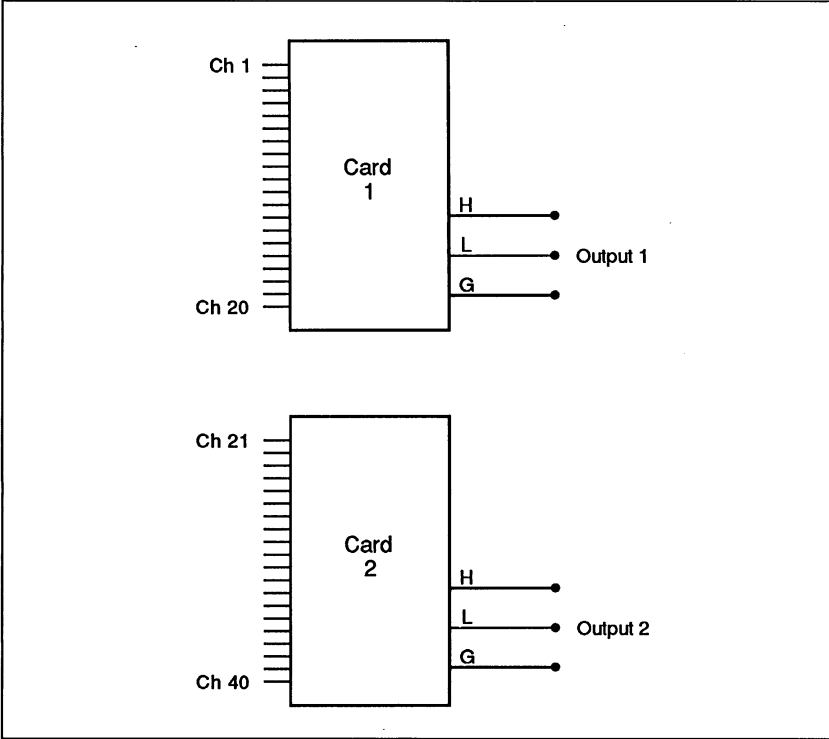 Ch 1
Card
1
H
L
Output 1
G
Ch 20
Ch 21
Card
2
H
L
Output 2
G
Ch 40